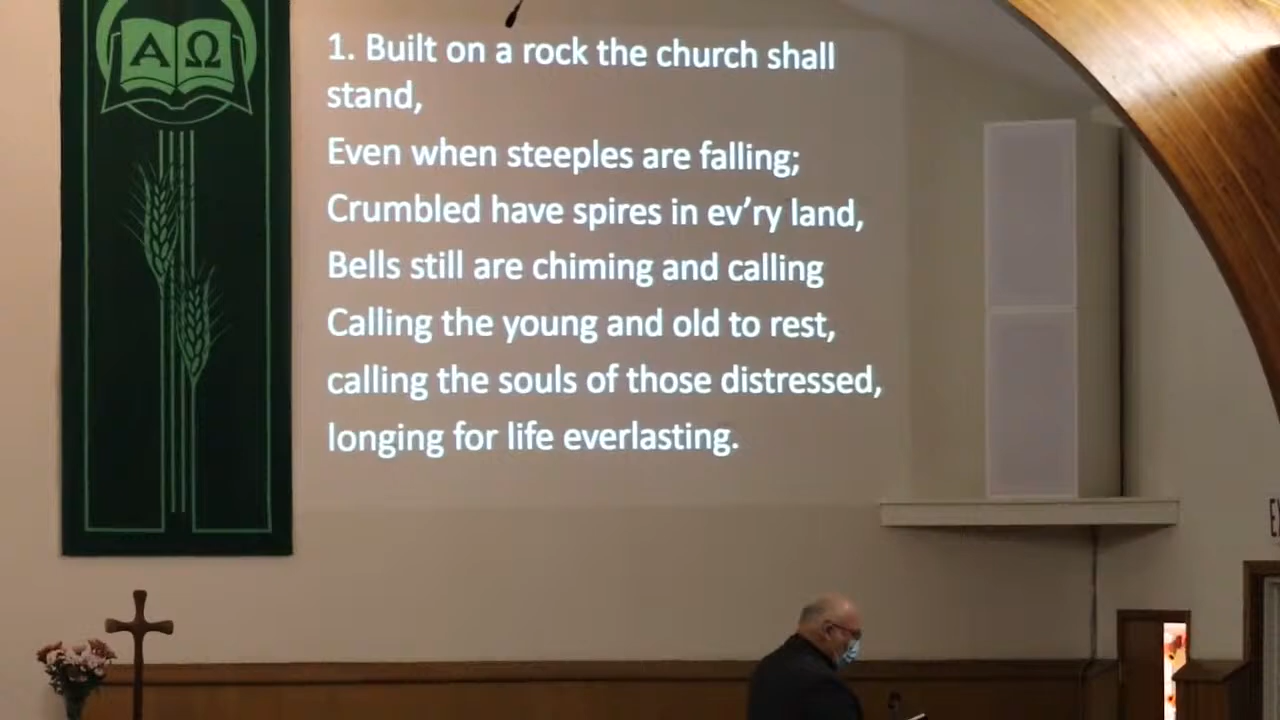 Α Ω
1. Built on a rock the church shall
stand,
Even when steeples are falling;
Crumbled have spires in ev’ry land,
Bells still are chiming and calling
Calling the young and old to rest,
calling the souls of those distressed,
longing for life everlasting.